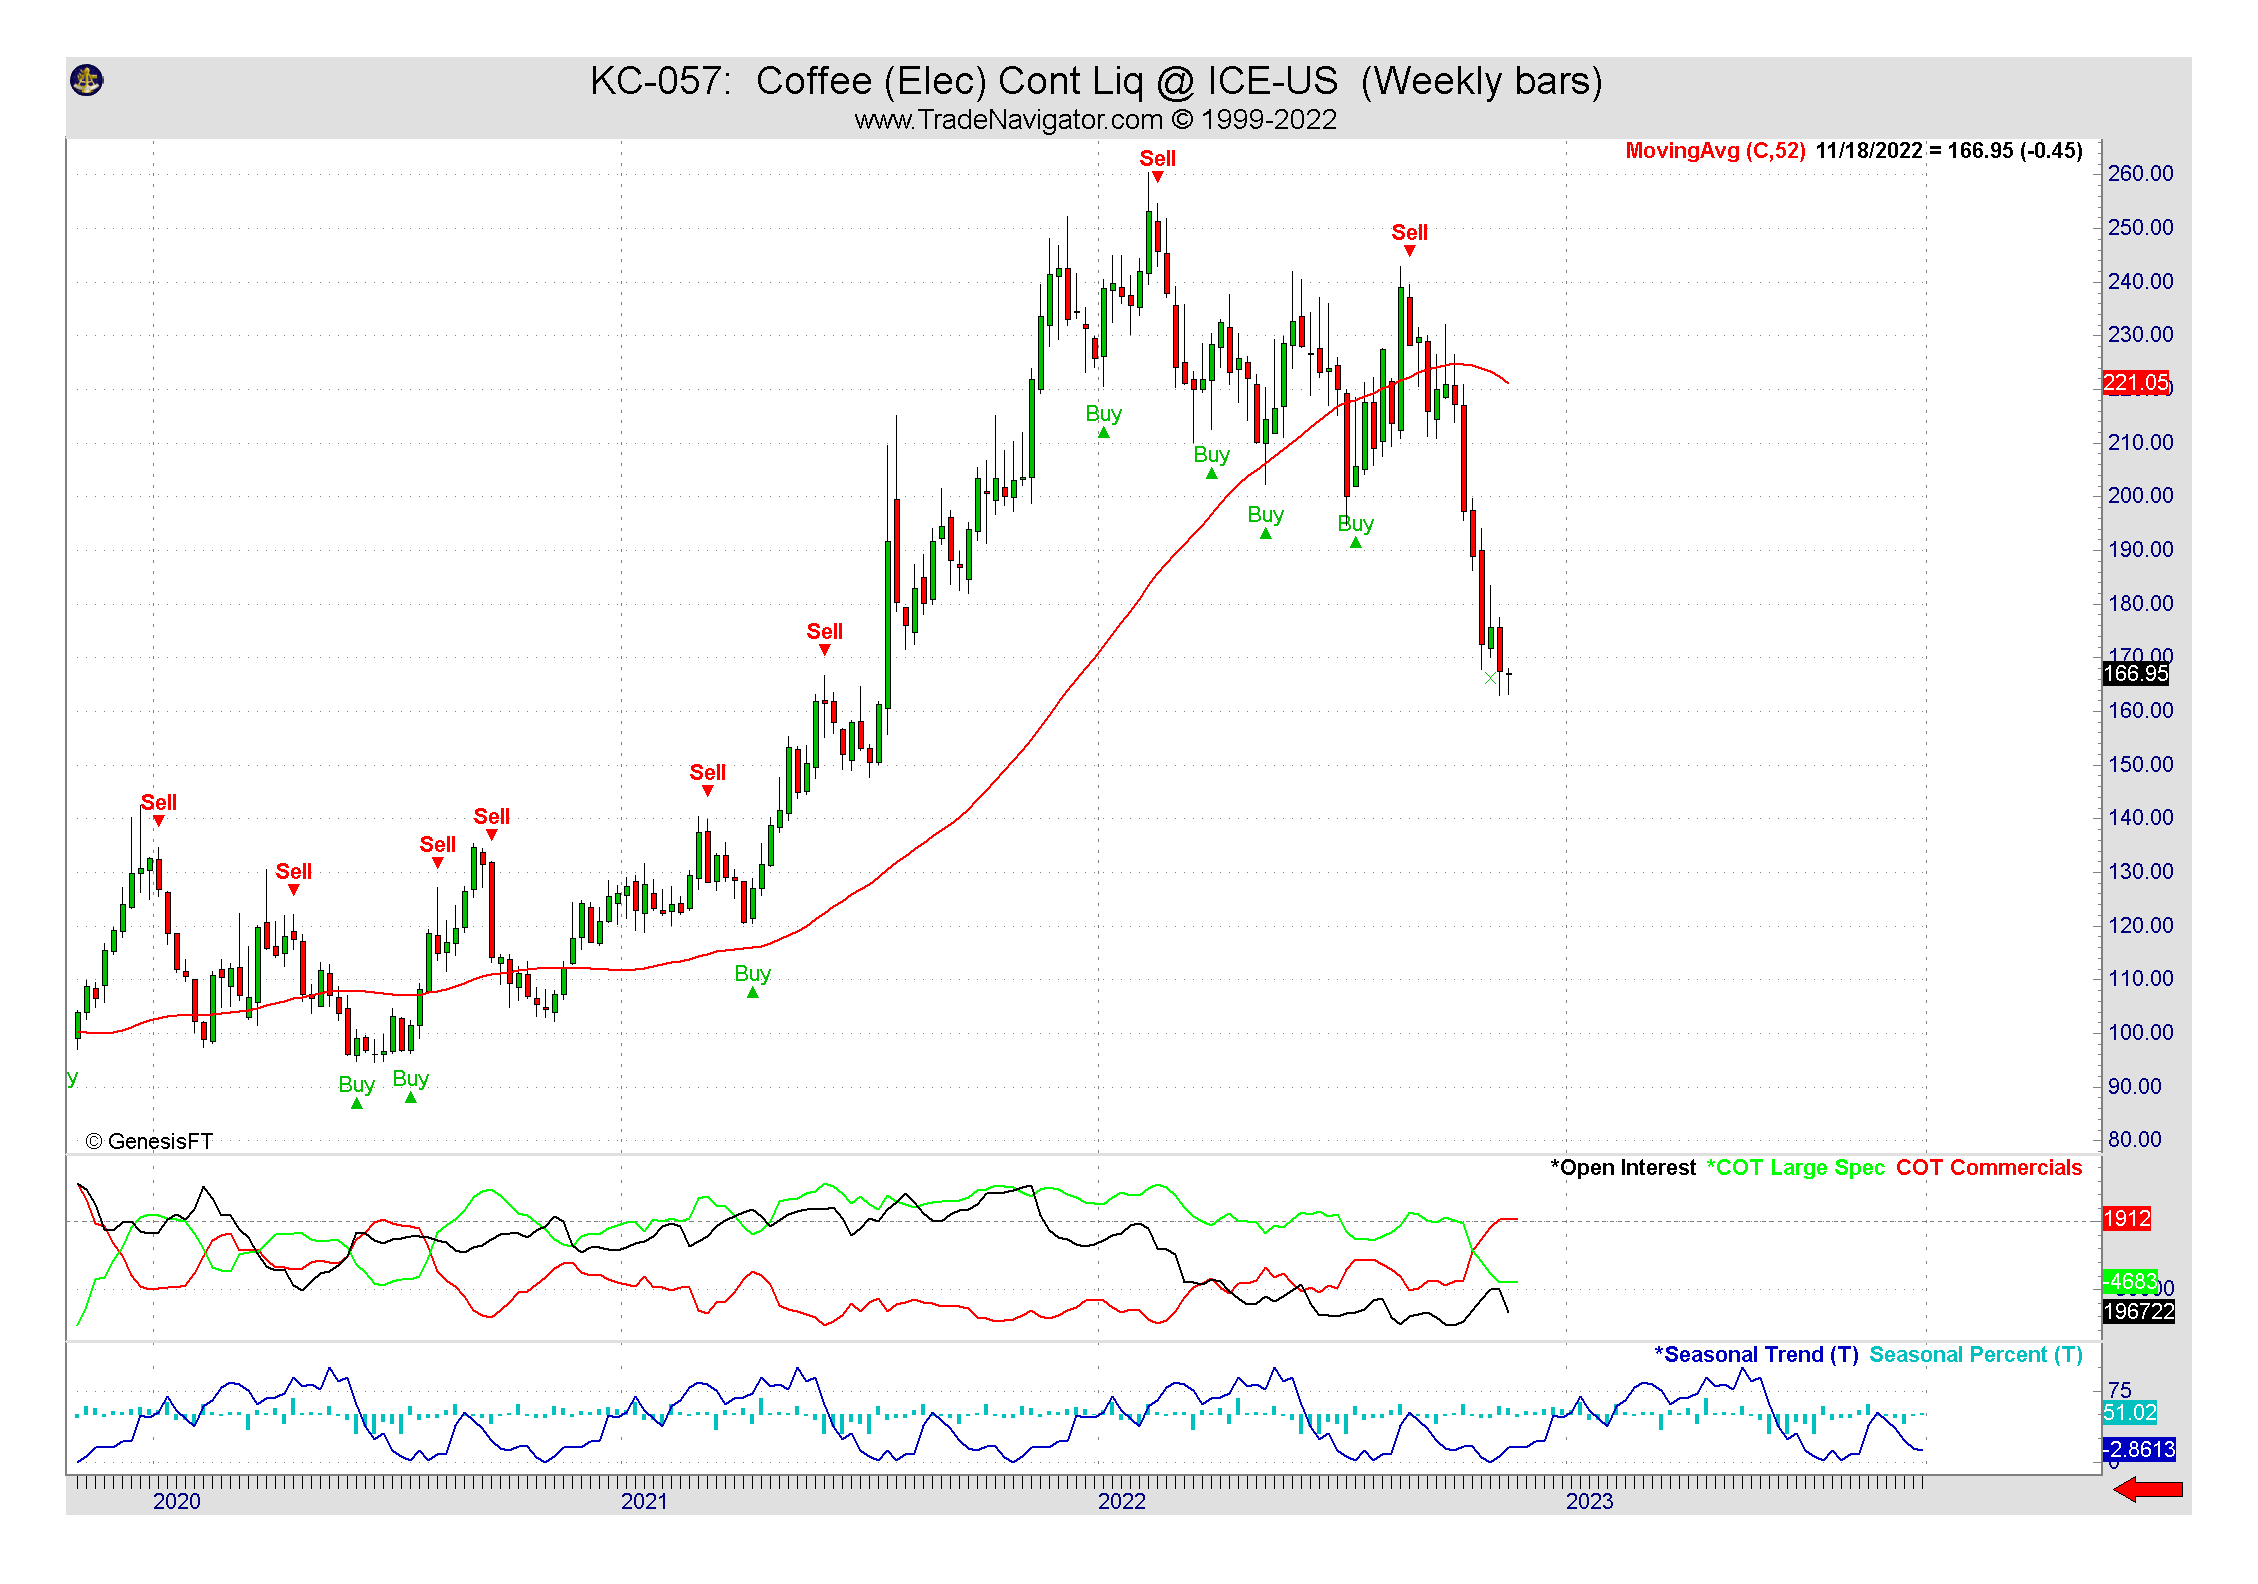 KC-057: Coffee (Elec) Cont Liq @ ICE-US (Weekly bars)
www.TradeNavigator.com © 1999-2022
MovingAvg (C,52) 11/18/2022 = 166.95 (-0.45)
Sell
260.00
250.00
Sell
240.00
230.00
221.05
Buy
210.00
Buy
200.00
Buy
Buy
190.00
180.00
Sell
170.00
166.95
160.00
150.00
Sell
140.00
Sell
Sell
Sell
130.00
Sell
120.00
110.00
Buy
100.00
90.00
y
Buy
Buy
80.00
© GenesisFT
*Open Interest *COT Large Spec COT Commercials
1912
-4683
196722
*Seasonal Trend (T) Seasonal Percent (T)
75
51.02
-2.8613
0
2020 2021 2022 2023